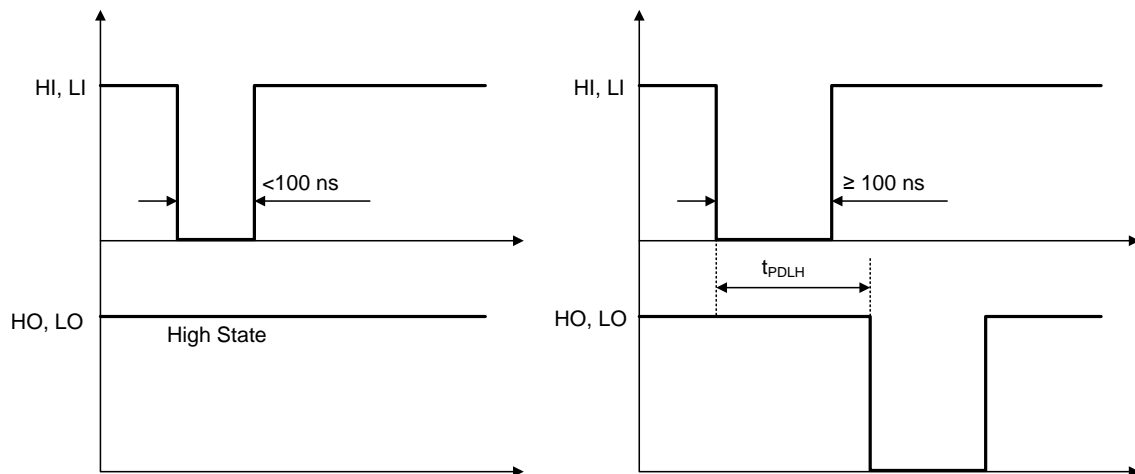 HI, LI
<100 ns
HO, LO
High State
HI, LI
≥ 100 ns
tPDLH
HO, LO